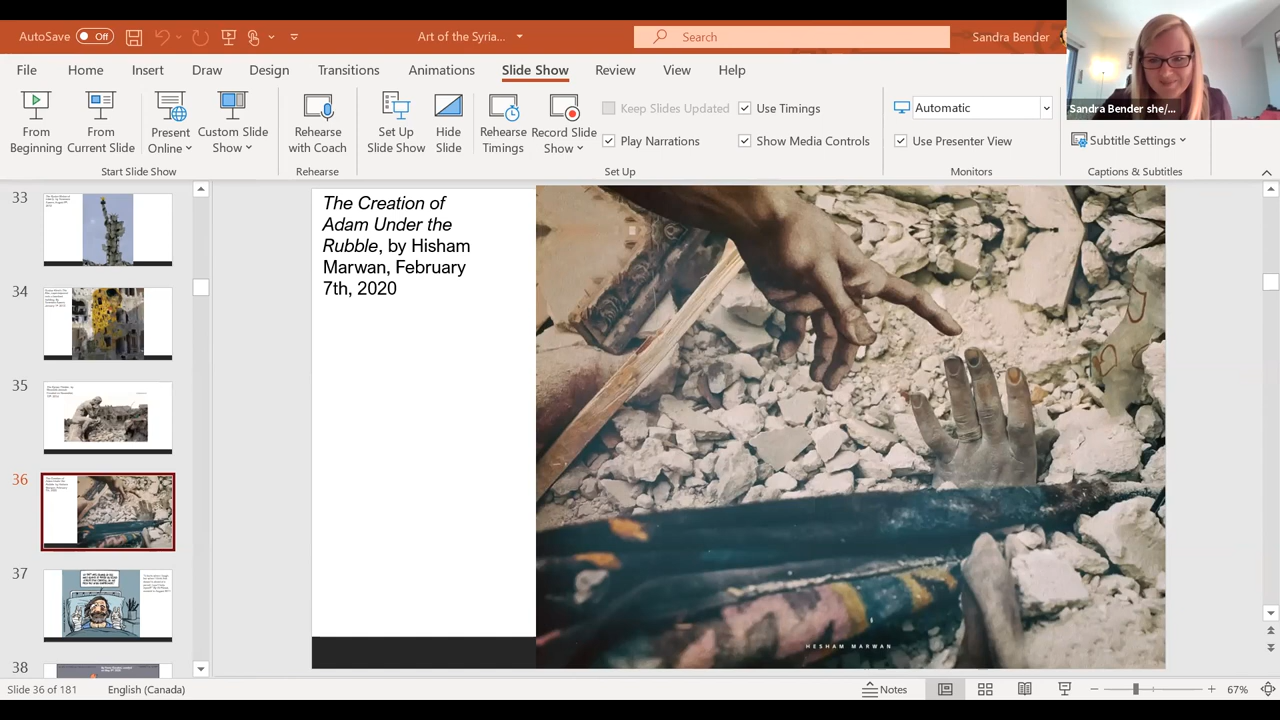 AutoSave Off Art of the Syria... Search Sandra Bender
File Home Insert Draw Design Transitions Animations Slide Show Review View Help
From Beginning
From Current Slide
Present Online
Custom Slide Show
Rehearse with Coach
Set Up Slide Show
Hide Slide
Rehearse Timings
Record Slide Show
Keep Slides Updated
Use Timings
Play Narrations
Show Media Controls
Automatic
Use Presenter View
Sandra Bender she/...
Subtitle Settings
Start Slide Show Rehearse Set Up Monitors Captions & Subtitles
33
34
35
36
37
38
The Creation of
Adam Under the
Rubble, by Hisham
Marwan, February
7th, 2020
HESHAM MARWAN
Slide 36 of 181 English (Canada) Notes 67%